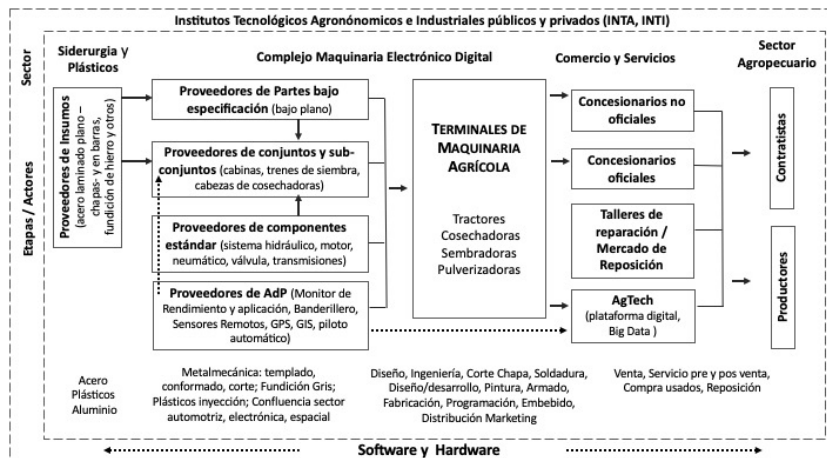 Institutos Tecnológicos Agronónomicos e Industriales públicos y privados (INTA, INTI)
Sector
Siderurgia y
Plásticos
Complejo Maquinaria Electrónico Digital
Comercio y Servicios
Sector
Agropecuario
Etapas / Actores
Proveedores de Insumos
(acero laminado plano –
chapas- y en barras,
fundición de hierro y otros)
Proveedores de Partes bajo
especificación (bajo plano)
Proveedores de conjuntos y sub-
conjuntos (cabinas, trenes de siembra,
cabezas de cosechadoras)
Proveedores de componentes
estándar (sistema hidráulico, motor,
neumático, válvula, transmisiones)
Proveedores de AdP (Monitor de
Rendimiento y aplicación, Banderillero,
Sensores Remotos, GPS, GIS, piloto
automático)
TERMINALES DE
MAQUINARIA
AGRÍCOLA
Tractores
Cosechadoras
Sembradoras
Pulverizadoras
Concesionarios no
oficiales
Concesionarios
oficiales
Talleres de
reparación /
Mercado de
Reposición
AgTech
(plataforma digital,
Big Data )
Contratistas
Productores
Acero
Plásticos
Aluminio
Metalmecánica: templado,
conformado, corte; Fundición Gris;
Plásticos inyección; Confluencia sector
automotriz, electrónica, espacial
Diseño, Ingeniería, Corte Chapa, Soldadura,
Diseño/desarrollo, Pintura, Armado,
Fabricación, Programación, Embebido,
Distribución Marketing
Venta, Servicio pre y pos venta,
Compra usados, Reposición
Software y Hardware